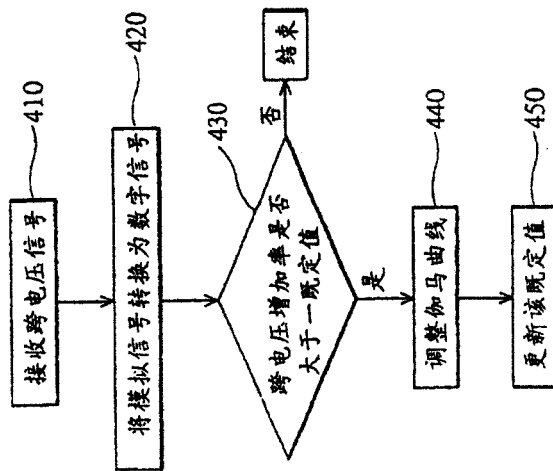 接收跨电压信号
410
将模拟信号转换为数字信号
420
跨电压增加率是否
大于一既定值
430
否
结束
是
调整伽马曲线
440
更新该既定值
450